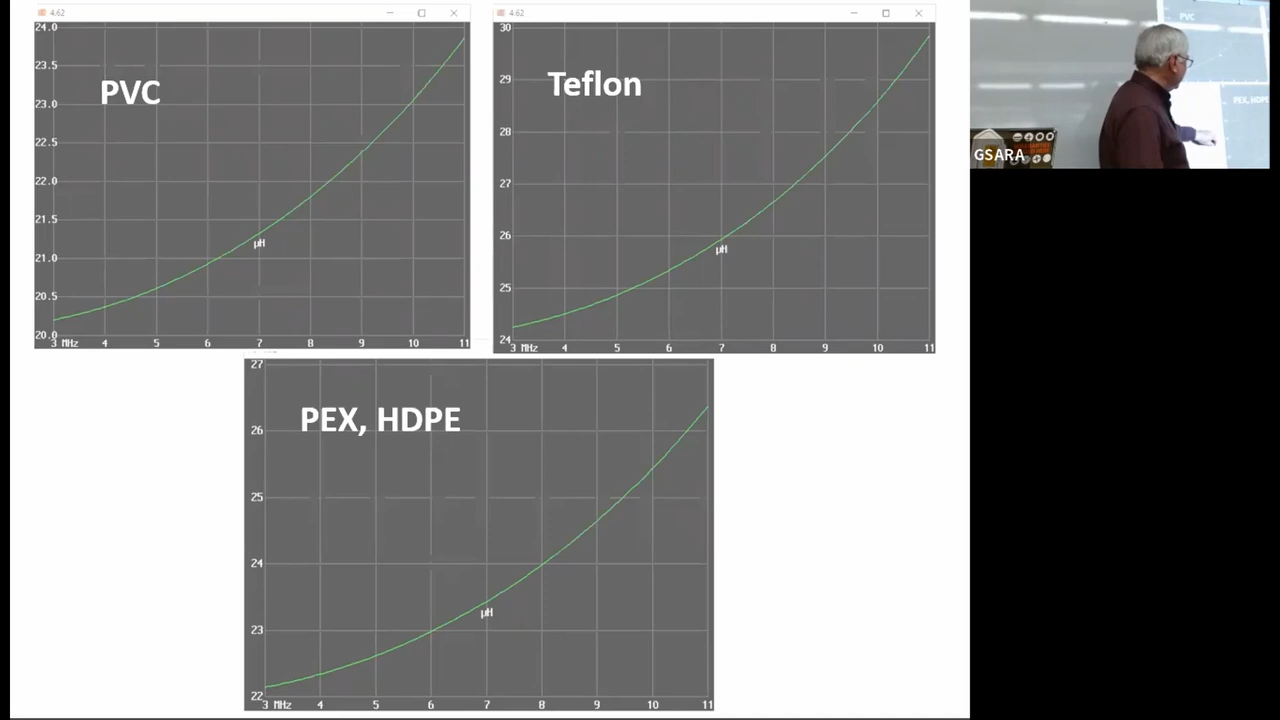 4.62
24.0
23.5
23.0
22.5
22.0
21.5
21.0
20.5
20.0
PVC
µH
3 MHz 4 5 6 7 8 9 10 11
4.62
30
29
28
27
26
25
24
Teflon
µH
3 MHz 4 5 6 7 8 9 10 11
27
26
25
24
23
22
PEX, HDPE
µH
3 MHz 4 5 6 7 8 9 10 11
PVC
PEX, HDPE
GSARA